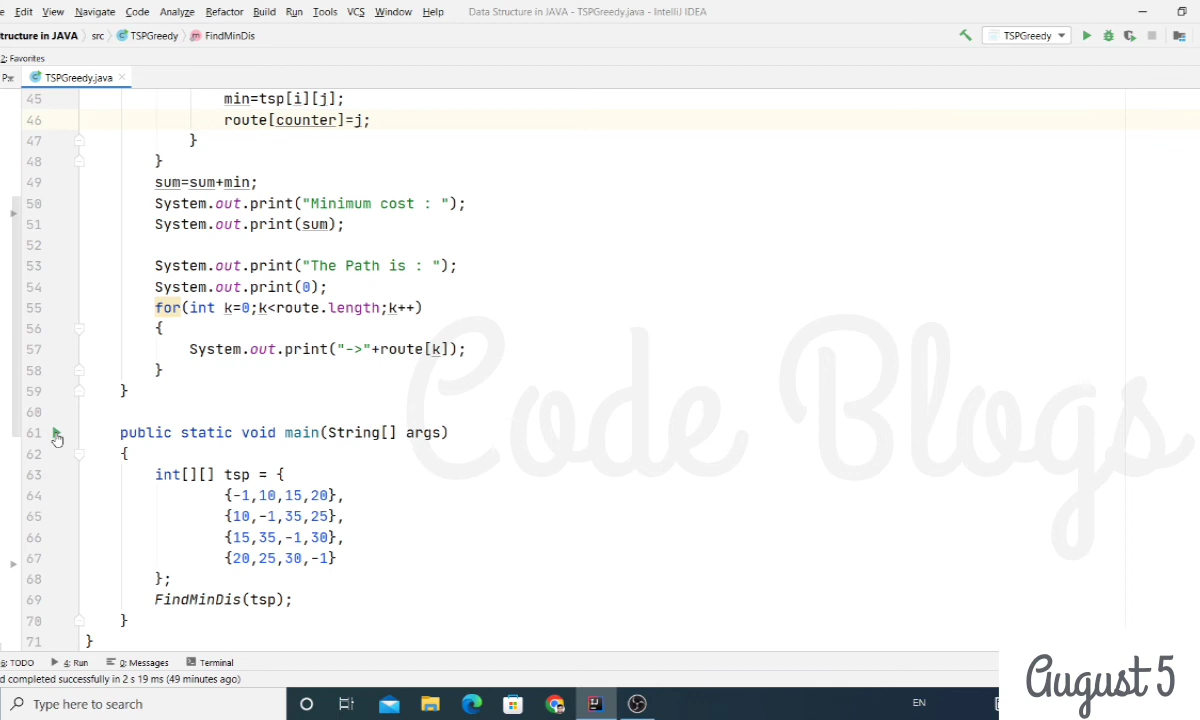 Edit View Navigate Code Analyze Refactor Build Run Tools VCS Window Help Data Structure in JAVA - TSPGreedy.java - IntelliJ IDEA
tructure in JAVA src TSPGreedy FindMinDis TSPGreedy
2: Favorites
TSPGreedy.java
45 min=tsp[i][j];
46 route[counter]=j;
47 }
48 }
49 sum=sum+min;
50 System.out.print("Minimum cost : ");
51 System.out.print(sum);
52
53 System.out.print("The Path is : ");
54 System.out.print(0);
55 for(int k=0;k<route.length;k++)
56 {
57 System.out.print("->"+route[k]);
58 }
59 }
60
61 public static void main(String[] args)
62 {
63 int[][] tsp = {
64 {-1,10,15,20},
65 {10,-1,35,25},
66 {15,35,-1,30},
67 {20,25,30,-1}
68 };
69 FindMinDis(tsp);
70 }
71 }
Code Blogs
6: TODO 4: Run 0: Messages Terminal
d completed successfully in 2 s 19 ms (49 minutes ago)
Type here to search
EN
August 5